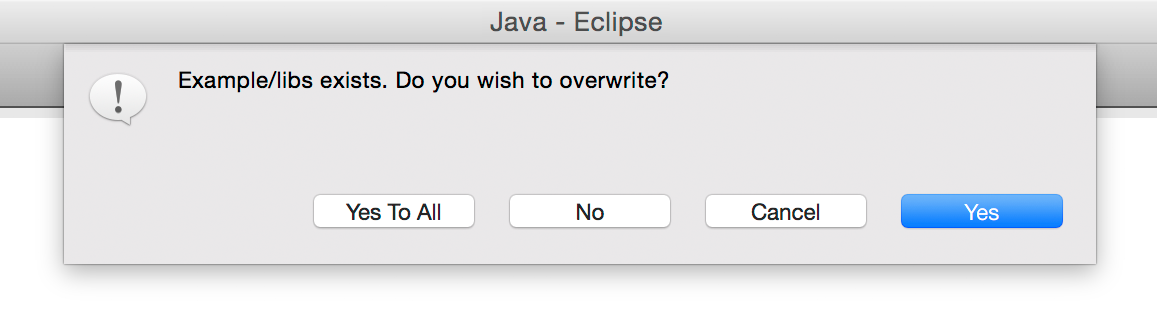 Java - Eclipse
Example/libs exists. Do you wish to overwrite?
Yes To All
No
Cancel
Yes